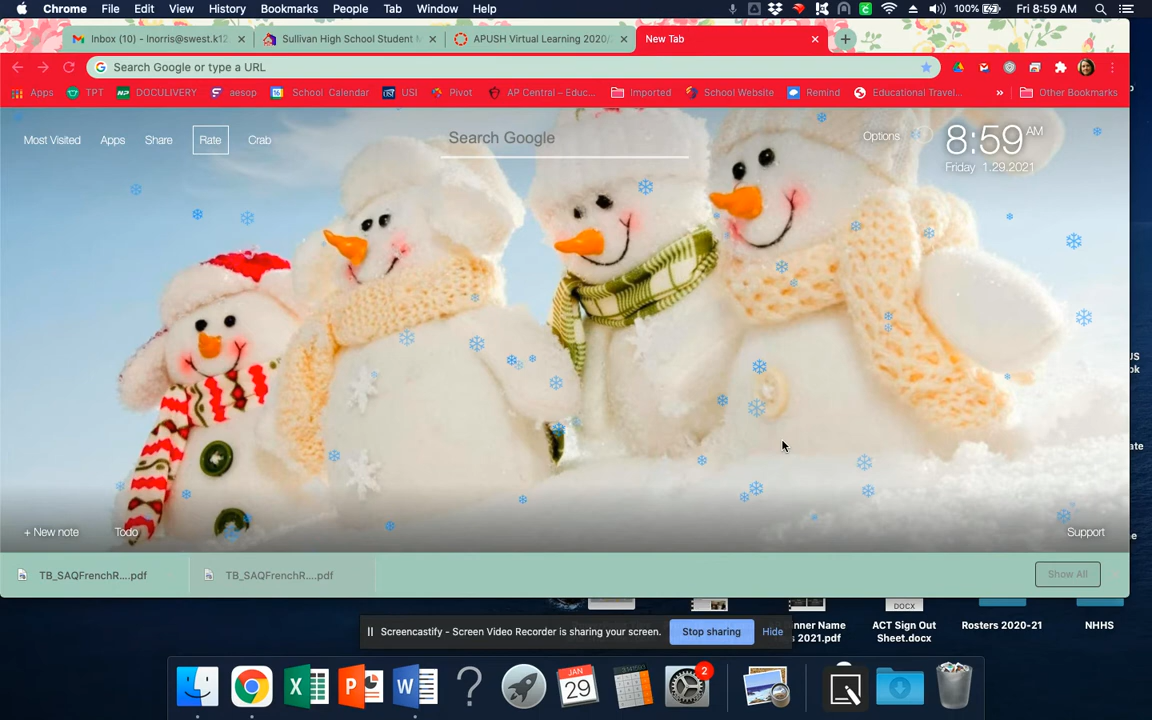 Chrome File Edit View History Bookmarks People Tab Window Help 100% Fri 8:59 AM
Inbox (10) - lnorris@swest.k12 Sullivan High School Student M APUSH Virtual Learning 2020/ New Tab
Search Google or type a URL
Apps TPT DOCULIVERY aesop School Calendar USI Pivot AP Central – Educ... Imported School Website Remind Educational Travel... » Other Bookmarks
Most Visited Apps Share Rate Crab Search Google Options 8:59 AM
Friday 1.29.2021
+ New note Todo Support
TB_SAQFrenchR....pdf TB_SAQFrenchR....pdf Show All
DOCX
Screencastify - Screen Video Recorder is sharing your screen. Stop sharing Hide
nner Name
s 2021.pdf
ACT Sign Out
Sheet.docx
Rosters 2020-21 NHHS
JAN
29
2